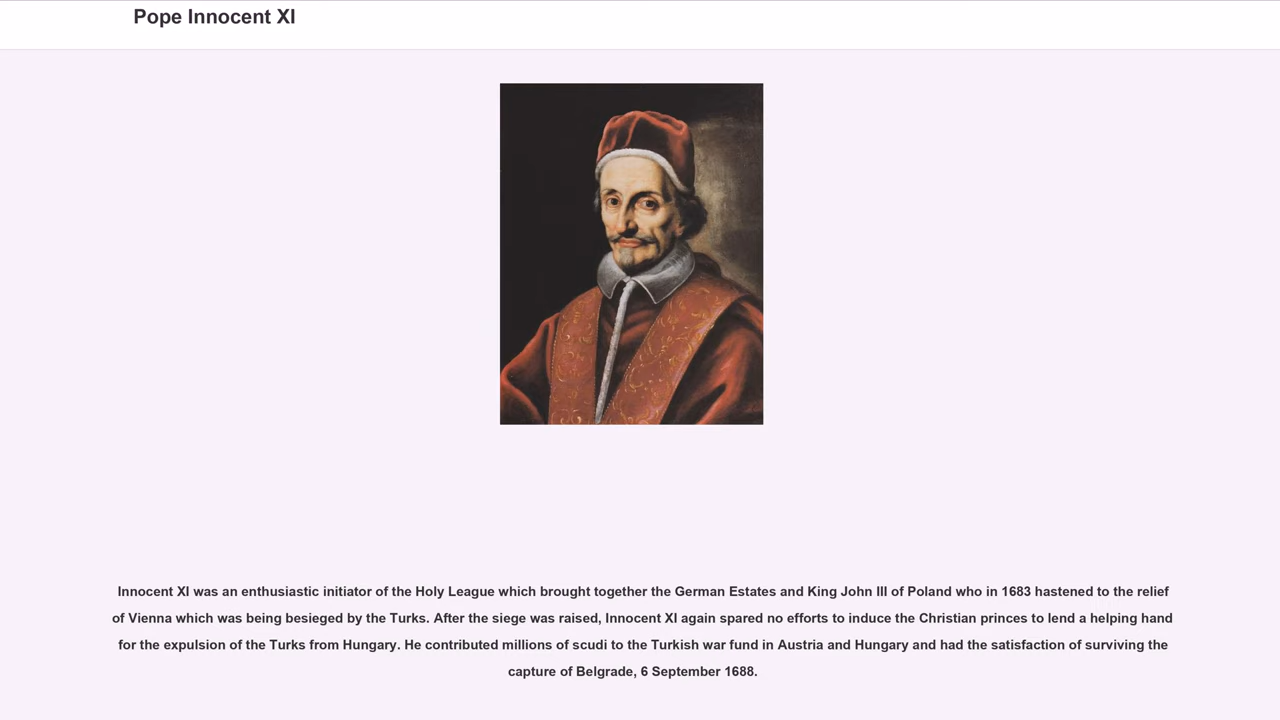 Pope Innocent XI
Innocent XI was an enthusiastic initiator of the Holy League which brought together the German Estates and King John III of Poland who in 1683 hastened to the relief
of Vienna which was being besieged by the Turks. After the siege was raised, Innocent XI again spared no efforts to induce the Christian princes to lend a helping hand
for the expulsion of the Turks from Hungary. He contributed millions of scudi to the Turkish war fund in Austria and Hungary and had the satisfaction of surviving the
capture of Belgrade, 6 September 1688.